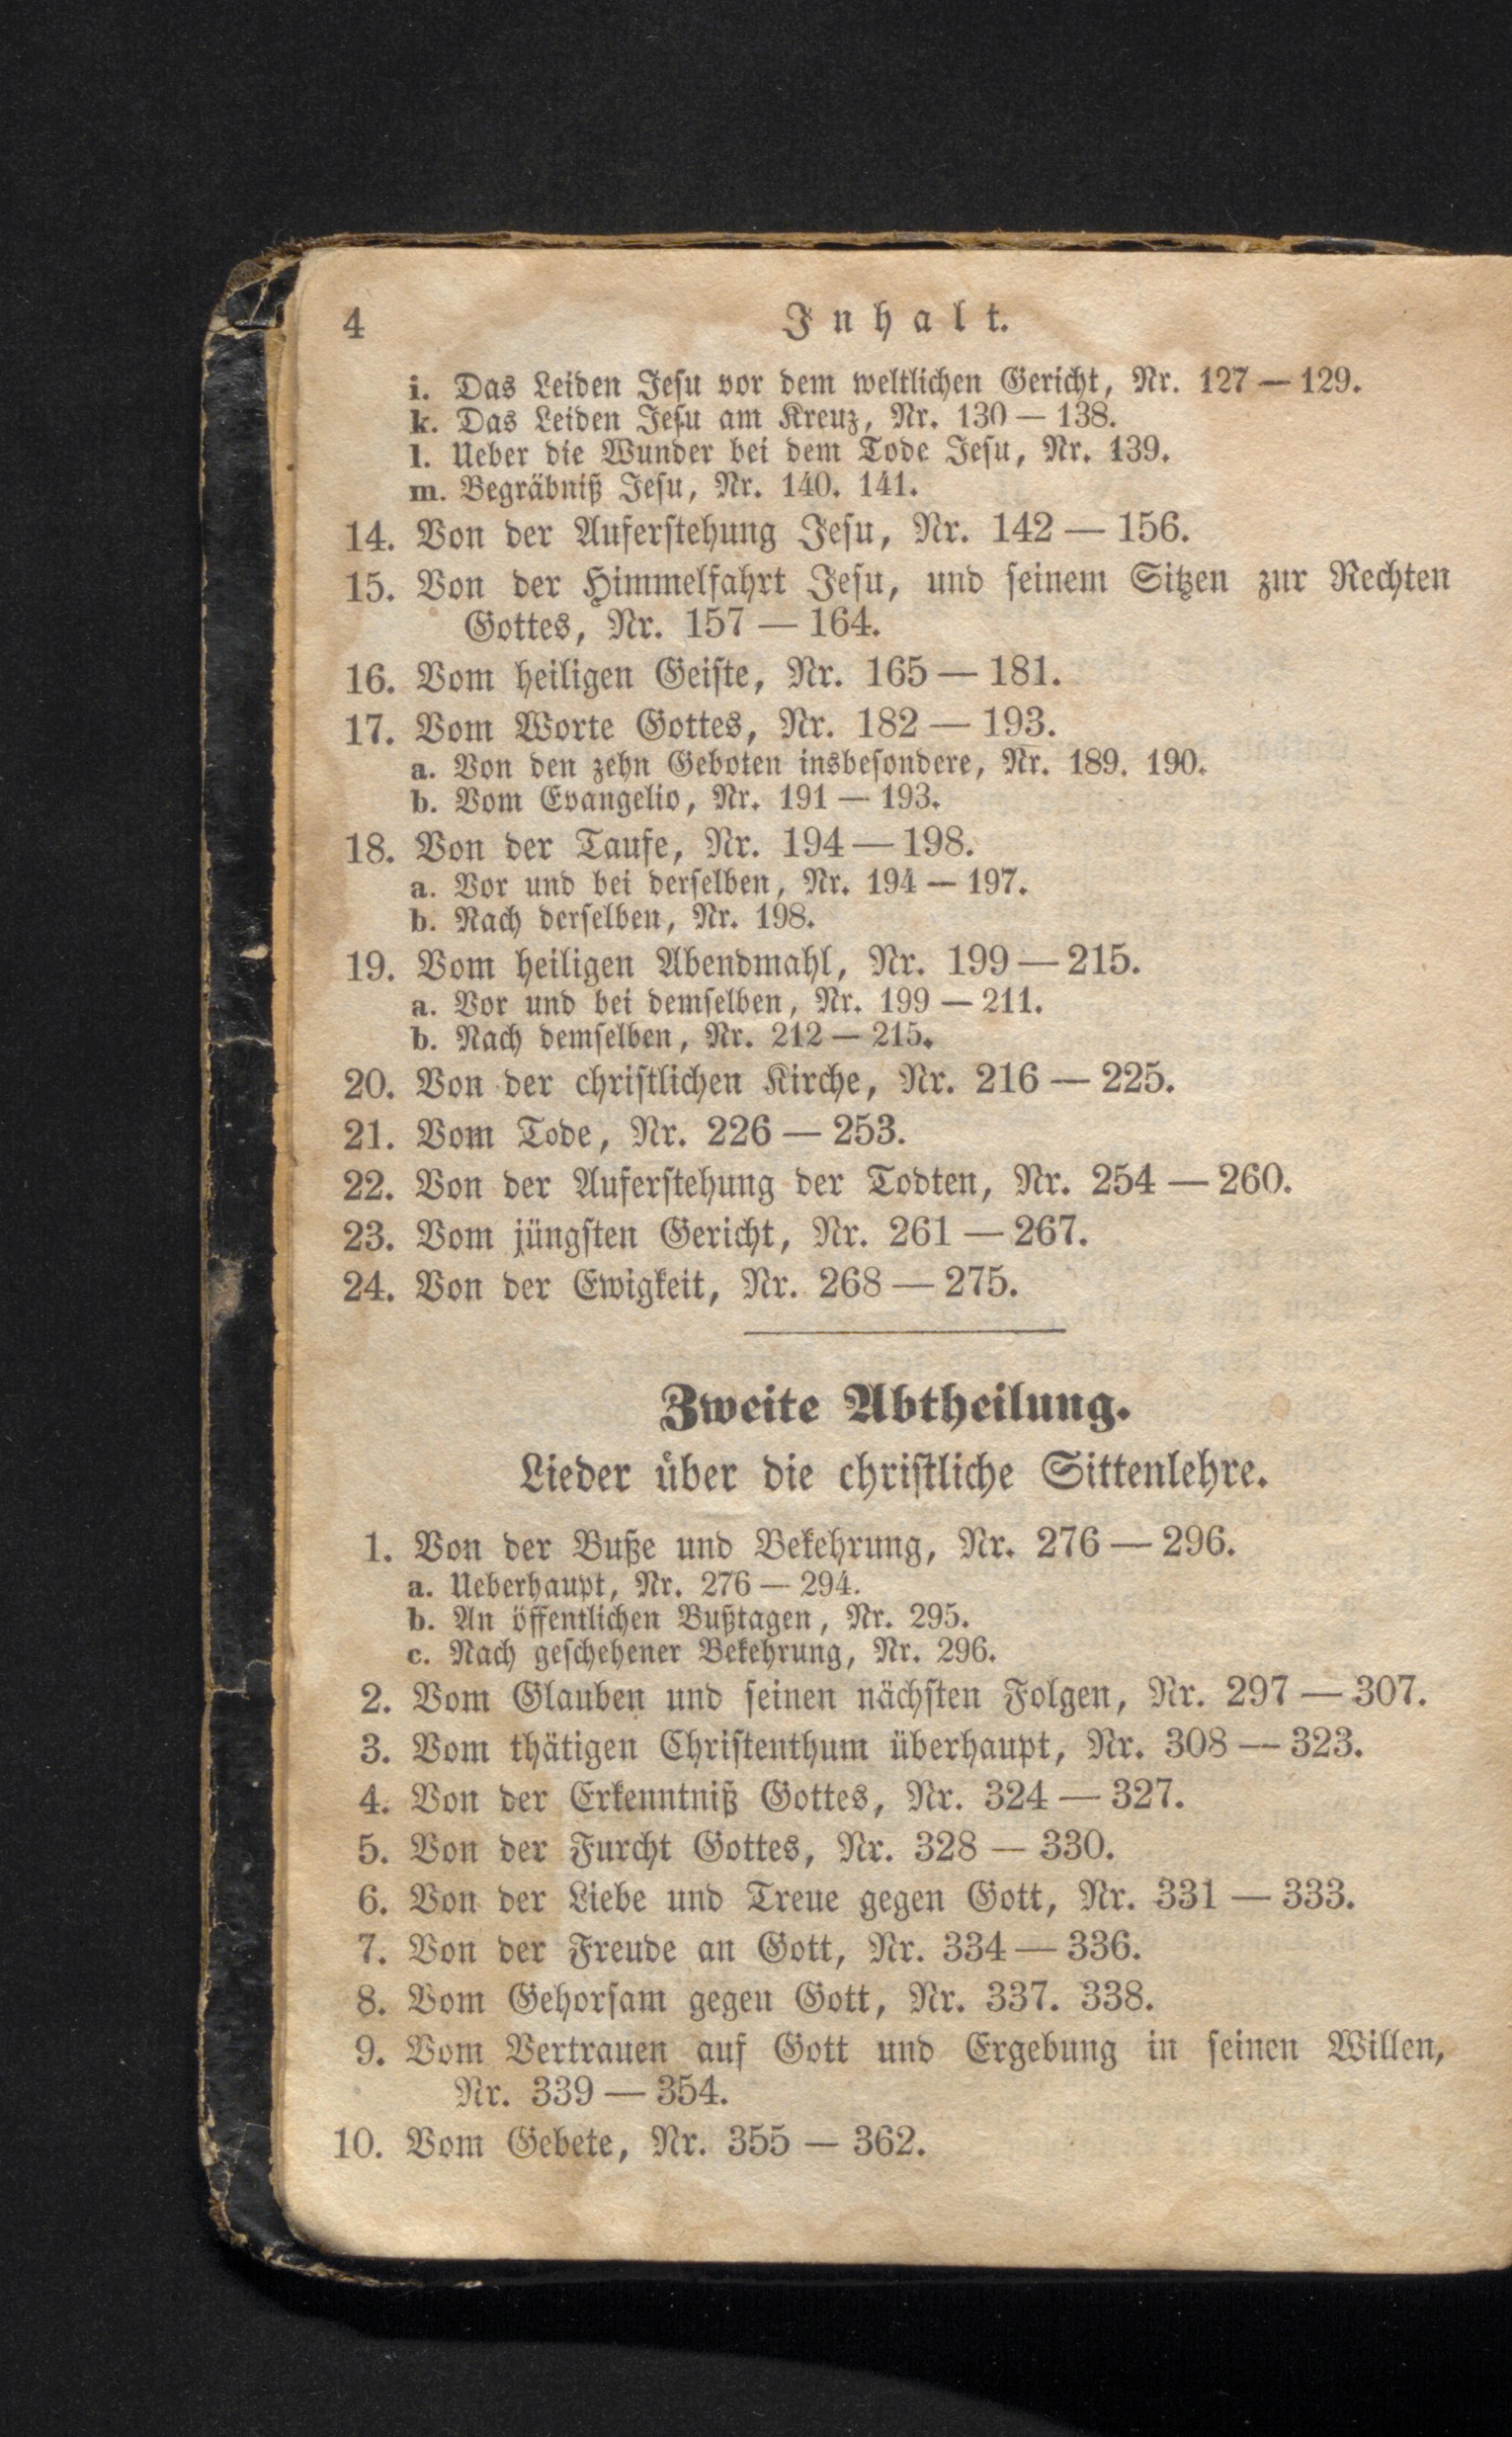 4 Inhalt.
i. Das Leiden Jesu vor dem weltlichen Gericht, Nr. 127 — 129.
k. Das Leiden Jesu am Kreuz, Nr. 130 — 138.
l. Ueber die Wunder bei dem Tode Jesu, Nr. 139.
m. Begräbniß Jesu, Nr. 140. 141.
14. Von der Auferstehung Jesu, Nr. 142 — 156.
15. Von der Himmelfahrt Jesu, und seinem Sitzen zur Rechten
Gottes, Nr. 157 — 164.
16. Vom heiligen Geiste, Nr. 165 — 181.
17. Vom Worte Gottes, Nr. 182 — 193.
a. Von den zehn Geboten insbesondere, Nr. 189. 190.
b. Vom Evangelio, Nr. 191 — 193.
18. Von der Taufe, Nr. 194 — 198.
a. Vor und bei derselben, Nr. 194 — 197.
b. Nach derselben, Nr. 198.
19. Vom heiligen Abendmahl, Nr. 199 — 215.
a. Vor und bei demselben, Nr. 199 — 211.
b. Nach demselben, Nr. 212 — 215.
20. Von der christlichen Kirche, Nr. 216 — 225.
21. Vom Tode, Nr. 226 — 253.
22. Von der Auferstehung der Todten, Nr. 254 — 260.
23. Vom jüngsten Gericht, Nr. 261 — 267.
24. Von der Ewigkeit, Nr. 268 — 275.
Zweite Abtheilung.
Lieder über die christliche Sittenlehre.
1. Von der Buße und Bekehrung, Nr. 276 — 296.
a. Ueberhaupt, Nr. 276 — 294.
b. An öffentlichen Bußtagen, Nr. 295.
c. Nach geschehener Bekehrung, Nr. 296.
2. Vom Glauben und seinen nächsten Folgen, Nr. 297 — 307.
3. Vom thätigen Christenthum überhaupt, Nr. 308 — 323.
4. Von der Erkenntniß Gottes, Nr. 324 — 327.
5. Von der Furcht Gottes, Nr. 328 — 330.
6. Von der Liebe und Treue gegen Gott, Nr. 331 — 333.
7. Von der Freude an Gott, Nr. 334 — 336.
8. Vom Gehorsam gegen Gott, Nr. 337. 338.
9. Vom Vertrauen auf Gott und Ergebung in seinen Willen,
Nr. 339 — 354.
10. Vom Gebete, Nr. 355 — 362.